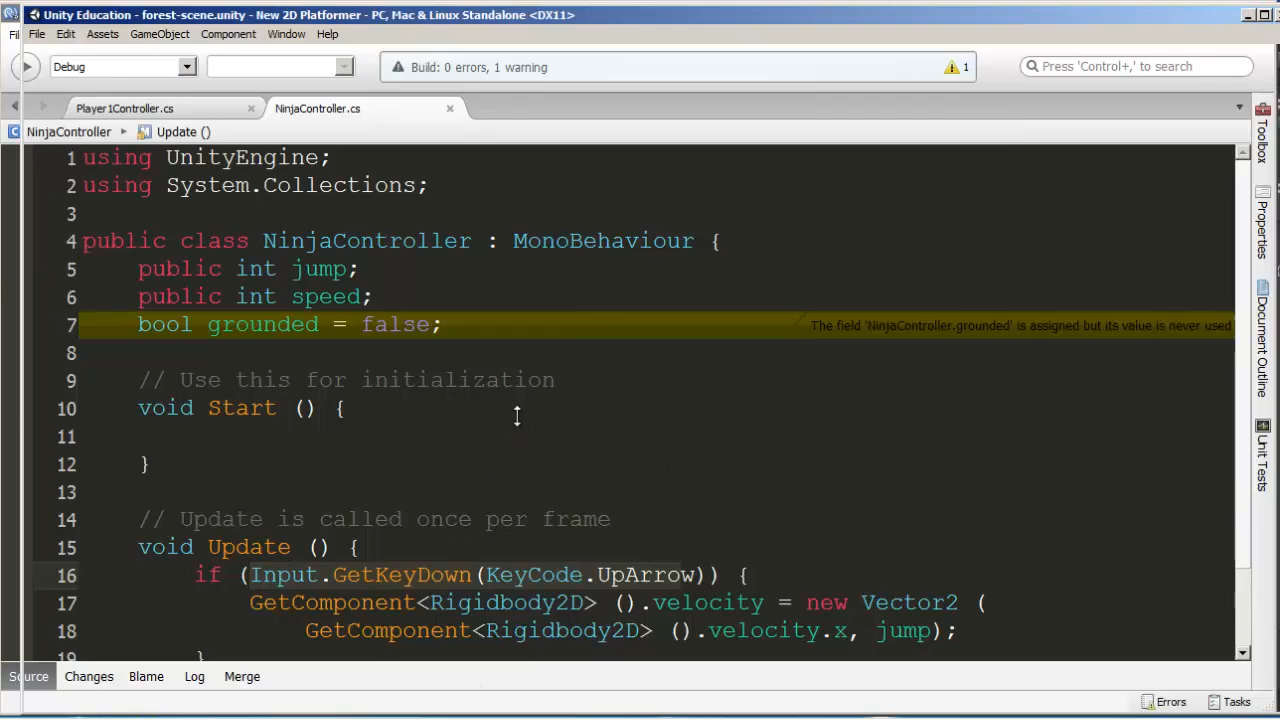 Unity Education - forest-scene.unity - New 2D Platformer - PC, Mac & Linux Standalone <DX11>
File Edit Assets GameObject Component Window Help
Debug Build: 0 errors, 1 warning 1 Press 'Control+,' to search
Player1Controller.cs NinjaController.cs
NinjaController Update ()
1 using UnityEngine;
2 using System.Collections;
3
4 public class NinjaController : MonoBehaviour {
5 public int jump;
6 public int speed;
7 bool grounded = false; The field 'NinjaController.grounded' is assigned but its value is never used
8
9 // Use this for initialization
10 void Start () {
11
12 }
13
14 // Update is called once per frame
15 void Update () {
16 if (Input.GetKeyDown(KeyCode.UpArrow)) {
17 GetComponent<Rigidbody2D> ().velocity = new Vector2 (
18 GetComponent<Rigidbody2D> ().velocity.x, jump);
19 }
Source Changes Blame Log Merge
Errors Tasks
Toolbox
Properties
Document Outline
Unit Tests